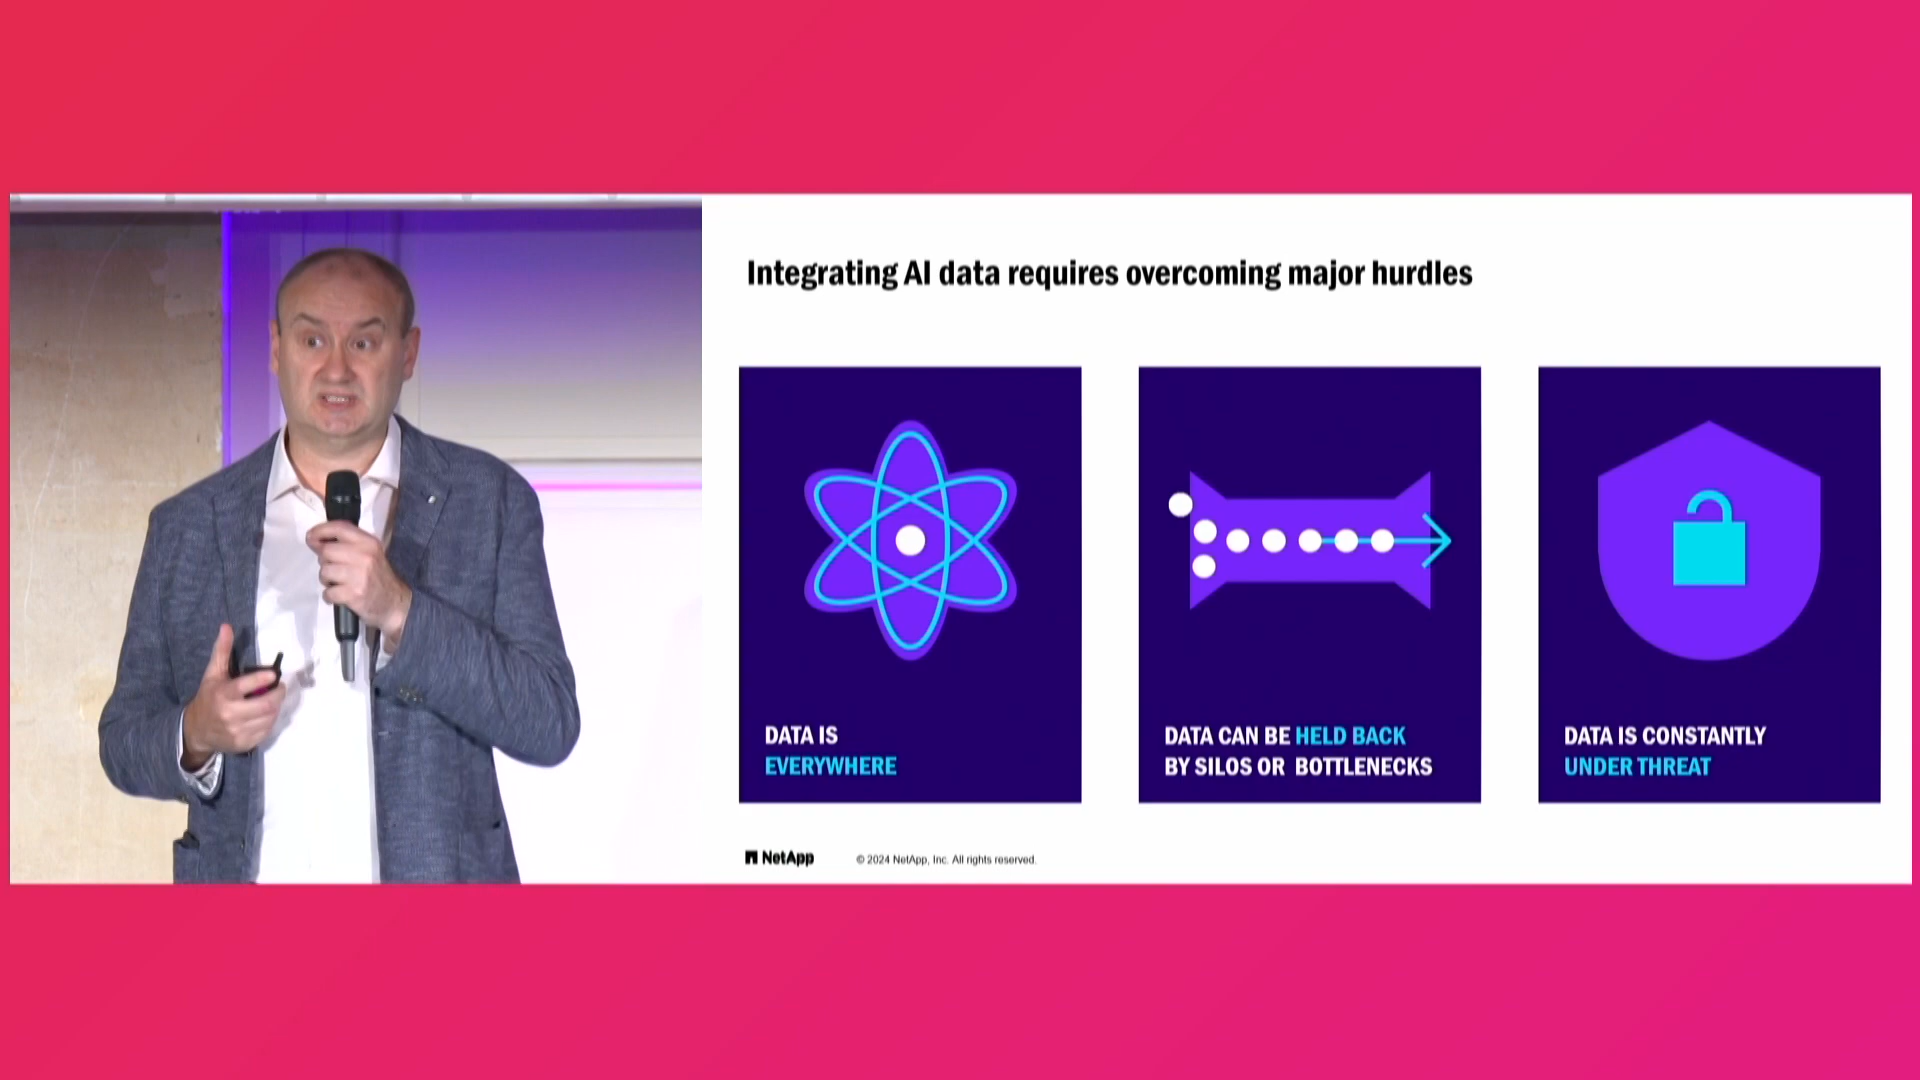 Integrating AI data requires overcoming major hurdles
DATA IS
EVERYWHERE
DATA CAN BE HELD BACK
BY SILOS OR BOTTLENECKS
DATA IS CONSTANTLY
UNDER THREAT
NetApp
© 2024 NetApp, Inc. All rights reserved.